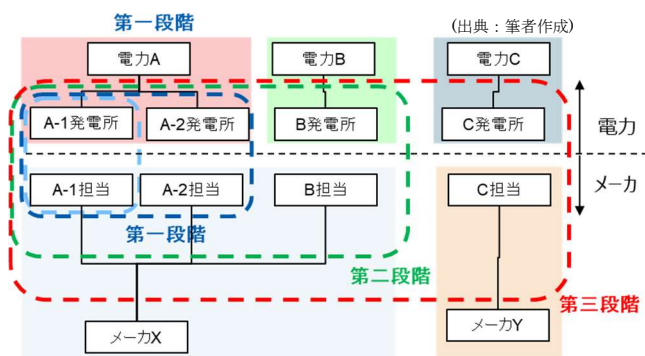 第一段階
(出典：筆者作成)
電力A
電力B
電力C
A-1発電所
A-2発電所
B発電所
C発電所
電力
メーカ
A-1担当
A-2担当
B担当
C担当
第一段階
第二段階
第三段階
メーカX
メーカY